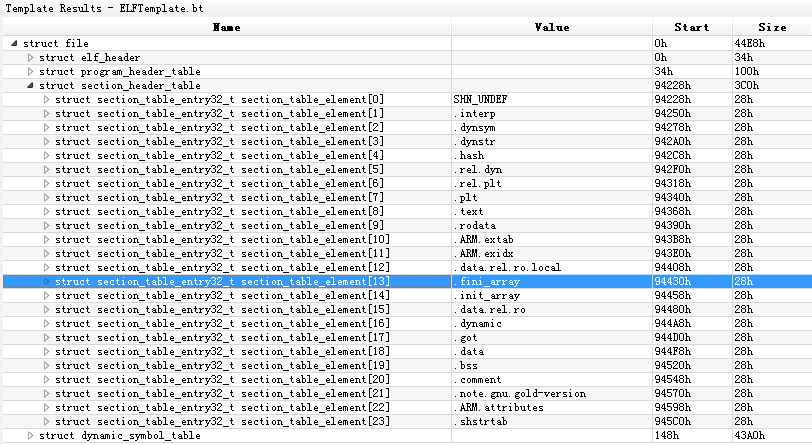 Template Results - ELFTemplate.bt
Name Value Start Size
struct file 0h 44E8h
struct elf_header 0h 34h
struct program_header_table 34h 100h
struct section_header_table 94228h 3C0h
struct section_table_entry32_t section_table_element[0] SHN_UNDEF 94228h 28h
struct section_table_entry32_t section_table_element[1] .interp 94250h 28h
struct section_table_entry32_t section_table_element[2] .dynsym 94278h 28h
struct section_table_entry32_t section_table_element[3] .dynstr 942A0h 28h
struct section_table_entry32_t section_table_element[4] .hash 942C8h 28h
struct section_table_entry32_t section_table_element[5] .rel.dyn 942F0h 28h
struct section_table_entry32_t section_table_element[6] .rel.plt 94318h 28h
struct section_table_entry32_t section_table_element[7] .plt 94340h 28h
struct section_table_entry32_t section_table_element[8] .text 94368h 28h
struct section_table_entry32_t section_table_element[9] .rodata 94390h 28h
struct section_table_entry32_t section_table_element[10] .ARM.extab 943B8h 28h
struct section_table_entry32_t section_table_element[11] .ARM.exidx 943E0h 28h
struct section_table_entry32_t section_table_element[12] .data.rel.ro.local 94408h 28h
struct section_table_entry32_t section_table_element[13] .fini_array 94430h 28h
struct section_table_entry32_t section_table_element[14] .init_array 94458h 28h
struct section_table_entry32_t section_table_element[15] .data.rel.ro 94480h 28h
struct section_table_entry32_t section_table_element[16] .dynamic 944A8h 28h
struct section_table_entry32_t section_table_element[17] .got 944D0h 28h
struct section_table_entry32_t section_table_element[18] .data 944F8h 28h
struct section_table_entry32_t section_table_element[19] .bss 94520h 28h
struct section_table_entry32_t section_table_element[20] .comment 94548h 28h
struct section_table_entry32_t section_table_element[21] .note.gnu.gold-version 94570h 28h
struct section_table_entry32_t section_table_element[22] .ARM.attributes 94598h 28h
struct section_table_entry32_t section_table_element[23] .shstrtab 945C0h 28h
struct dynamic_symbol_table 148h 43A0h